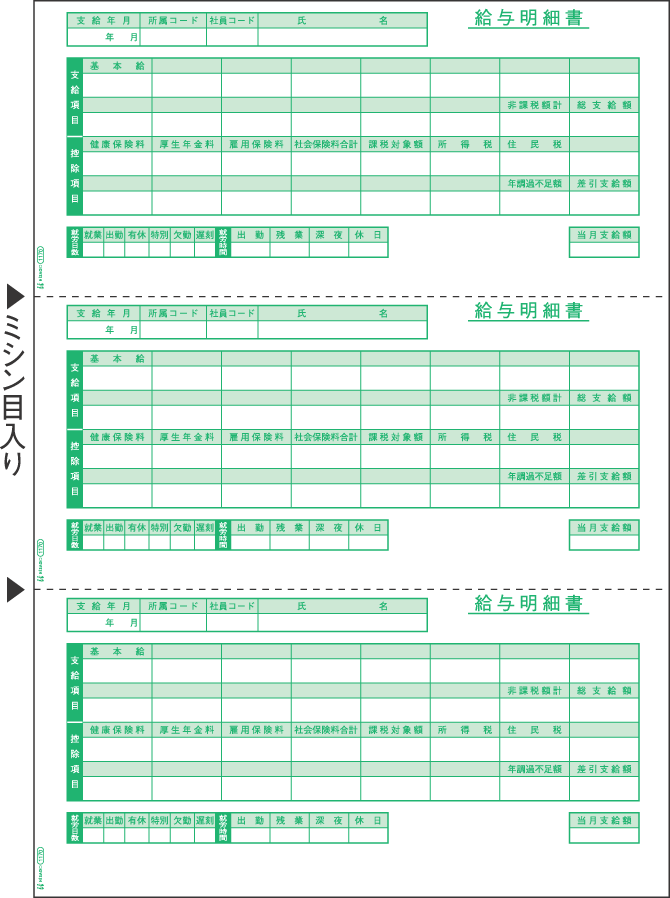 給与明細書
支給年月 所属コード 社員コード 氏名
年 月
支給項目
基本給
非課税額計 総支給額
控除項目
健康保険料 厚生年金料 雇用保険料 社会保険料合計 課税対象額 所得税 住民税
年調過不足額 差引支給額
就労日数 就業 出勤 有休 特別 欠勤 遅刻 就労時間 出勤 残業 深夜 休日 当月支給額
ミシン目入り
給与明細書
支給年月 所属コード 社員コード 氏名
年 月
支給項目
基本給
非課税額計 総支給額
控除項目
健康保険料 厚生年金料 雇用保険料 社会保険料合計 課税対象額 所得税 住民税
年調過不足額 差引支給額
就労日数 就業 出勤 有休 特別 欠勤 遅刻 就労時間 出勤 残業 深夜 休日 当月支給額
給与明細書
支給年月 所属コード 社員コード 氏名
年 月
支給項目
基本給
非課税額計 総支給額
控除項目
健康保険料 厚生年金料 雇用保険料 社会保険料合計 課税対象額 所得税 住民税
年調過不足額 差引支給額
就労日数 就業 出勤 有休 特別 欠勤 遅刻 就労時間 出勤 残業 深夜 休日 当月支給額